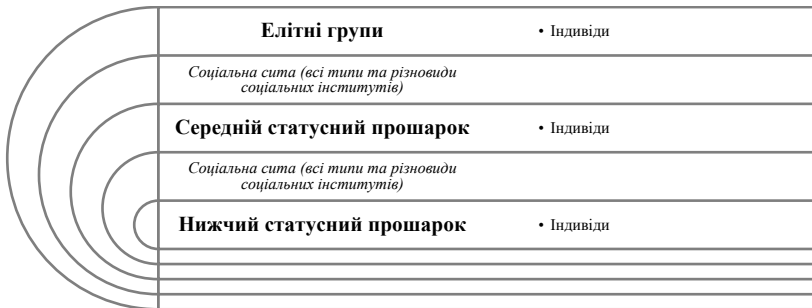 Елітні групи
• Індивіди
Соціальна сита (всі типи та різновиди
соціальних інститутів)
Середній статусний прошарок
• Індивіди
Соціальна сита (всі типи та різновиди
соціальних інститутів)
Нижчий статусний прошарок
• Індивіди